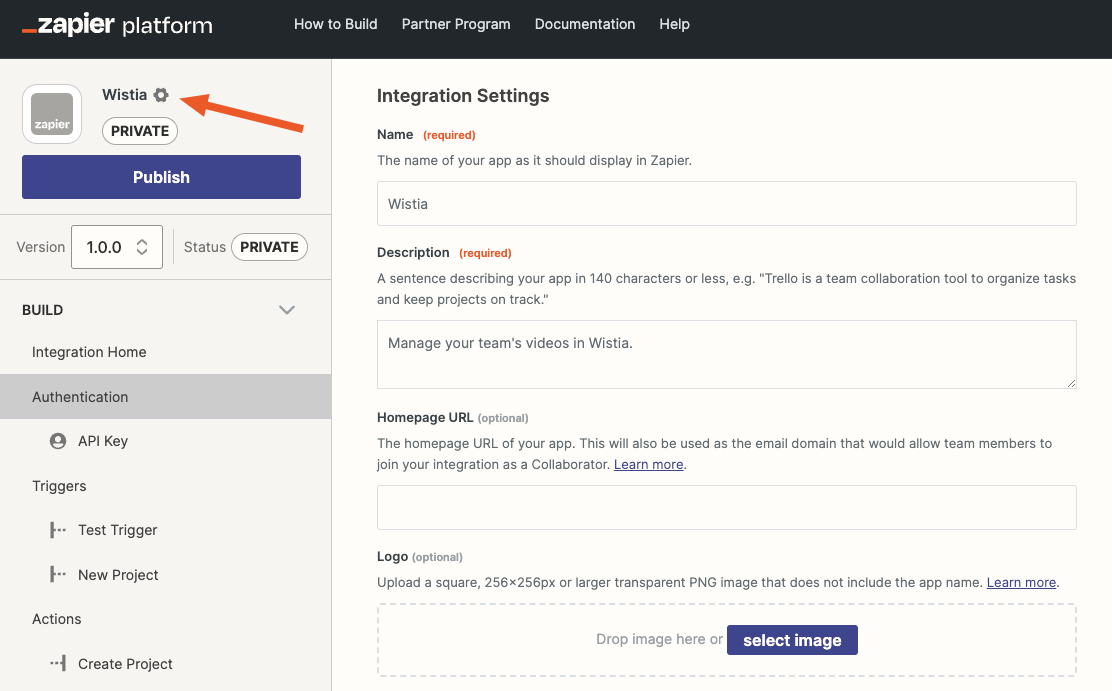 zapier platform
How to Build
Partner Program
Documentation
Help
zapier
Wistia
PRIVATE
Publish
Version
1.0.0
Status
PRIVATE
BUILD
Integration Home
Authentication
API Key
Triggers
Test Trigger
New Project
Actions
Create Project
Integration Settings
Name (required)
The name of your app as it should display in Zapier.
Wistia
Description (required)
A sentence describing your app in 140 characters or less, e.g. "Trello is a team collaboration tool to organize tasks
and keep projects on track."
Manage your team's videos in Wistia.
Homepage URL (optional)
The homepage URL of your app. This will also be used as the email domain that would allow team members to
join your integration as a Collaborator. Learn more.
Logo (optional)
Upload a square, 256×256px or larger transparent PNG image that does not include the app name. Learn more.
Drop image here or select image